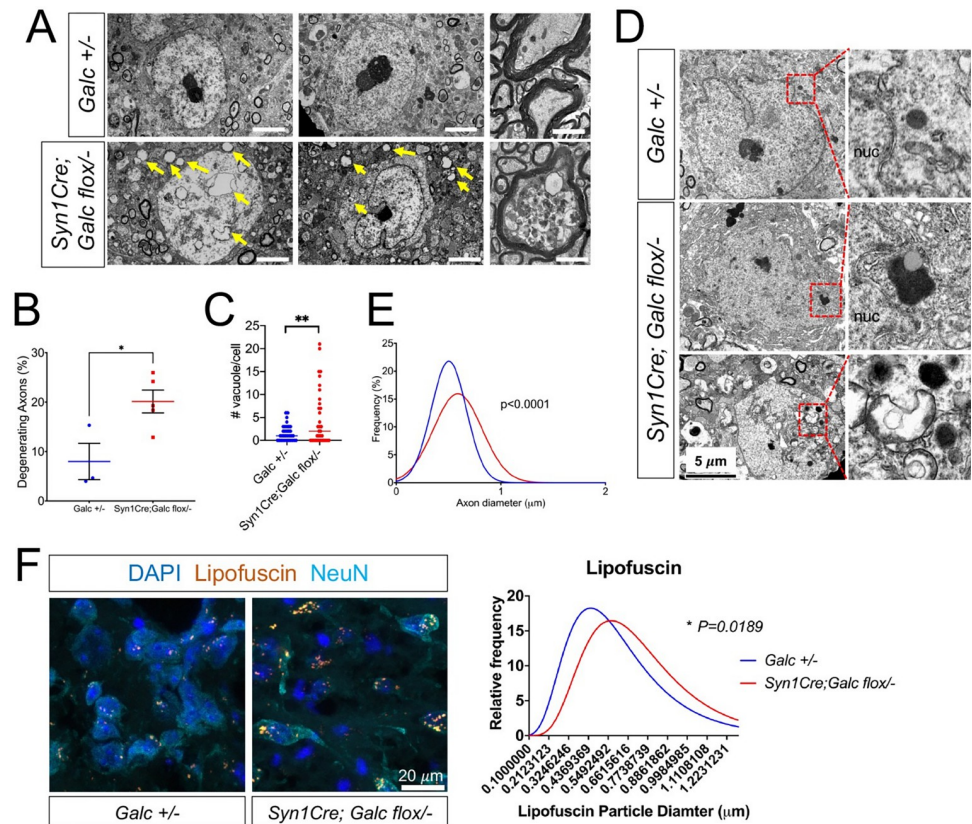 A
Galc +/-
Syn1Cre;
Galc flox/-
B
Degenerating Axons (%)
30
20
10
0
*
Galc +/-
Syn1Cre;Galc flox/-
C
# vacuole/cell
25
20
15
10
5
0
**
Galc +/-
Syn1Cre;Galc flox/-
D
Galc +/-
Syn1Cre; Galc flox/-
nuc
nuc
5 μm
E
Frequency (%)
25
20
15
10
5
0
p<0.0001
0
1
2
Axon diameter (μm)
F
DAPI Lipofuscin NeuN
20 μm
Galc +/-
Syn1Cre; Galc flox/-
Lipofuscin
Relative frequency
20
15
10
5
0
* P=0.0189
Galc +/-
Syn1Cre;Galc flox/-
0.1000000
0.2123123
0.3246246
0.4369369
0.5492492
0.6615616
0.7738739
0.8861862
0.9984985
1.1108108
1.2231231
Lipofuscin Particle Diamter (μm)